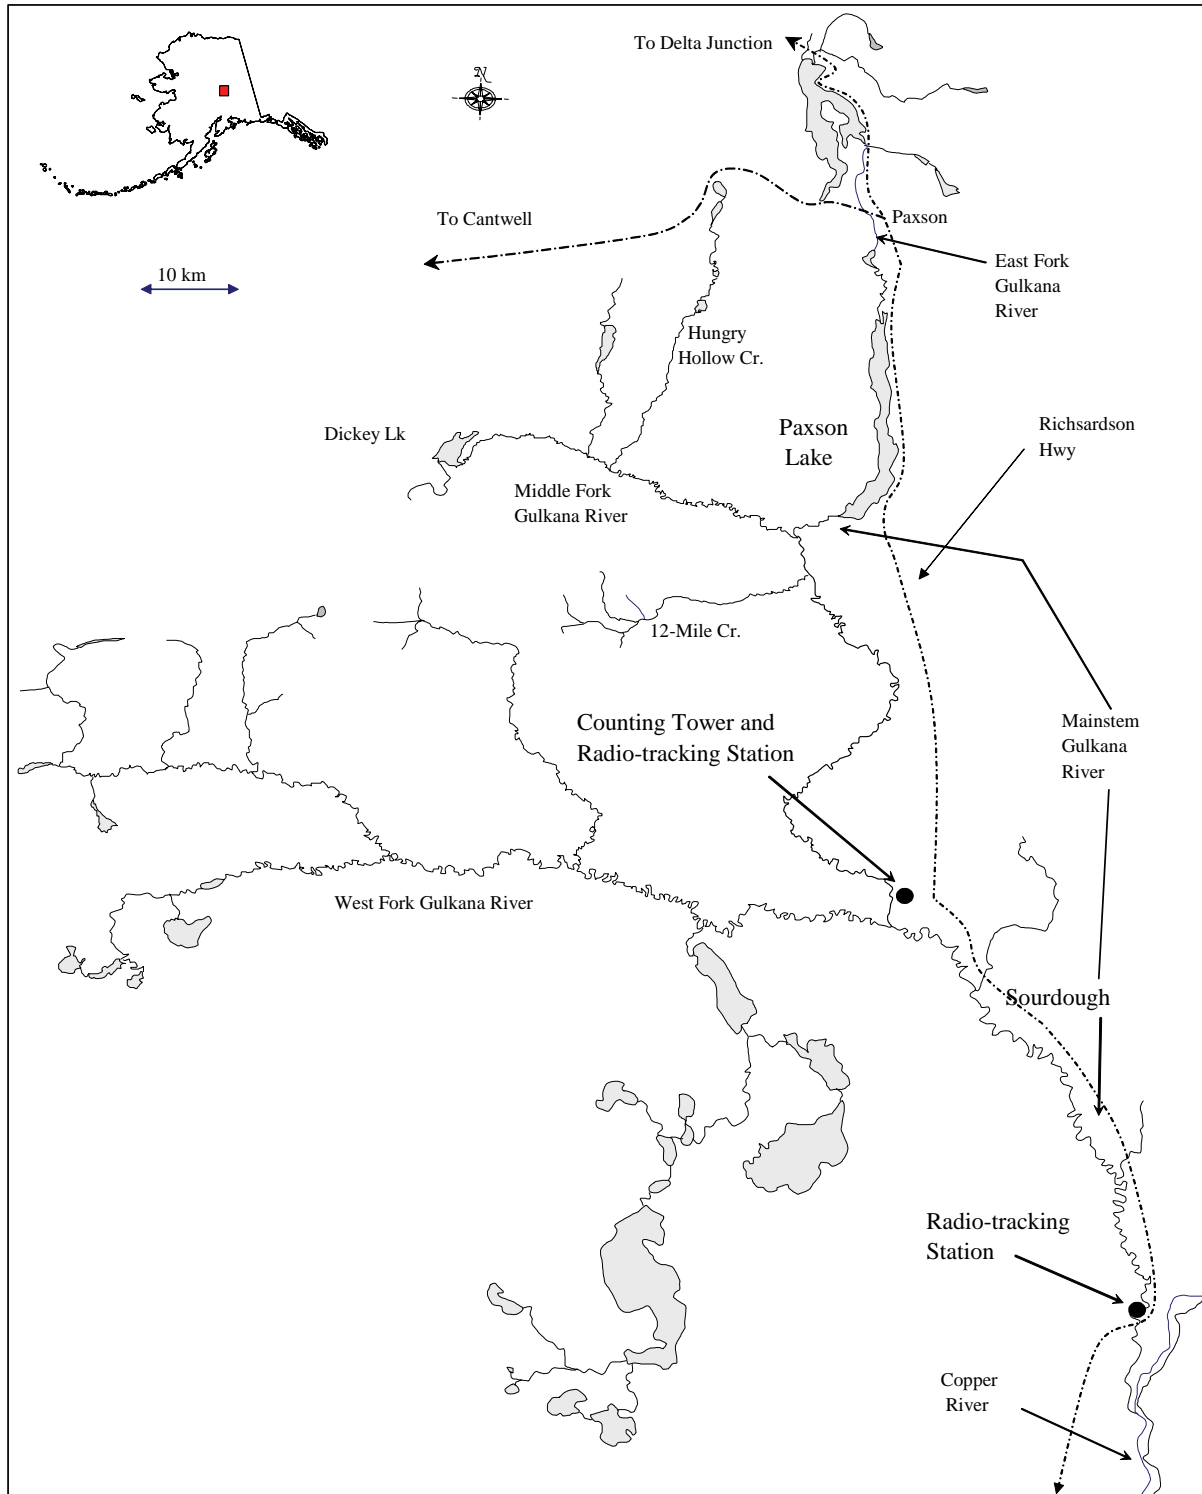 To Delta Junction
N
To Cantwell
Paxson
10 km
East Fork
Gulkana
River
Hungry
Hollow Cr.
Dickey Lk
Paxson
Lake
Richsardson
Hwy
Middle Fork
Gulkana River
12-Mile Cr.
Counting Tower and
Radio-tracking Station
Mainstem
Gulkana
River
West Fork Gulkana River
Sourdough
Radio-tracking
Station
Copper
River